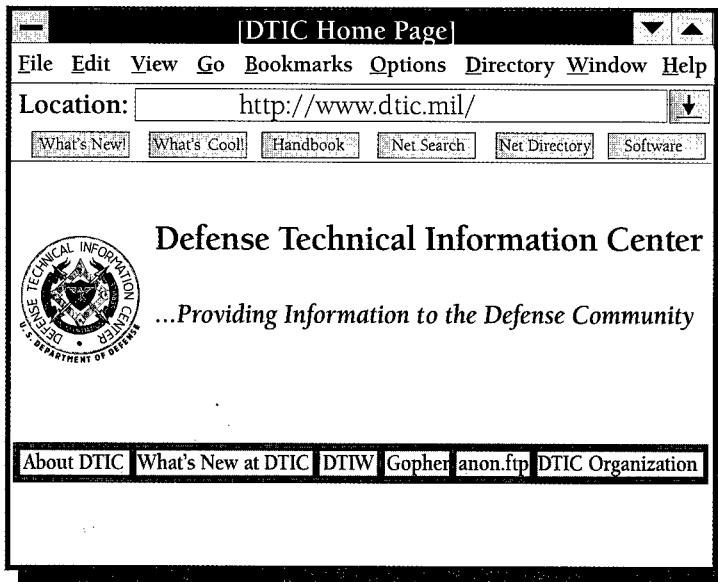 [DTIC Home Page]
File Edit View Go Bookmarks Options Directory Window Help
Location: http://www.dtic.mil/
What's New! What's Cool! Handbook Net Search Net Directory Software
Defense Technical Information Center
...Providing Information to the Defense Community
DEFENSE TECHNICAL INFORMATION CENTER
U.S. DEPARTMENT OF DEFENSE
About DTIC What's New at DTIC DTIW Gopher anon.ftp DTIC Organization